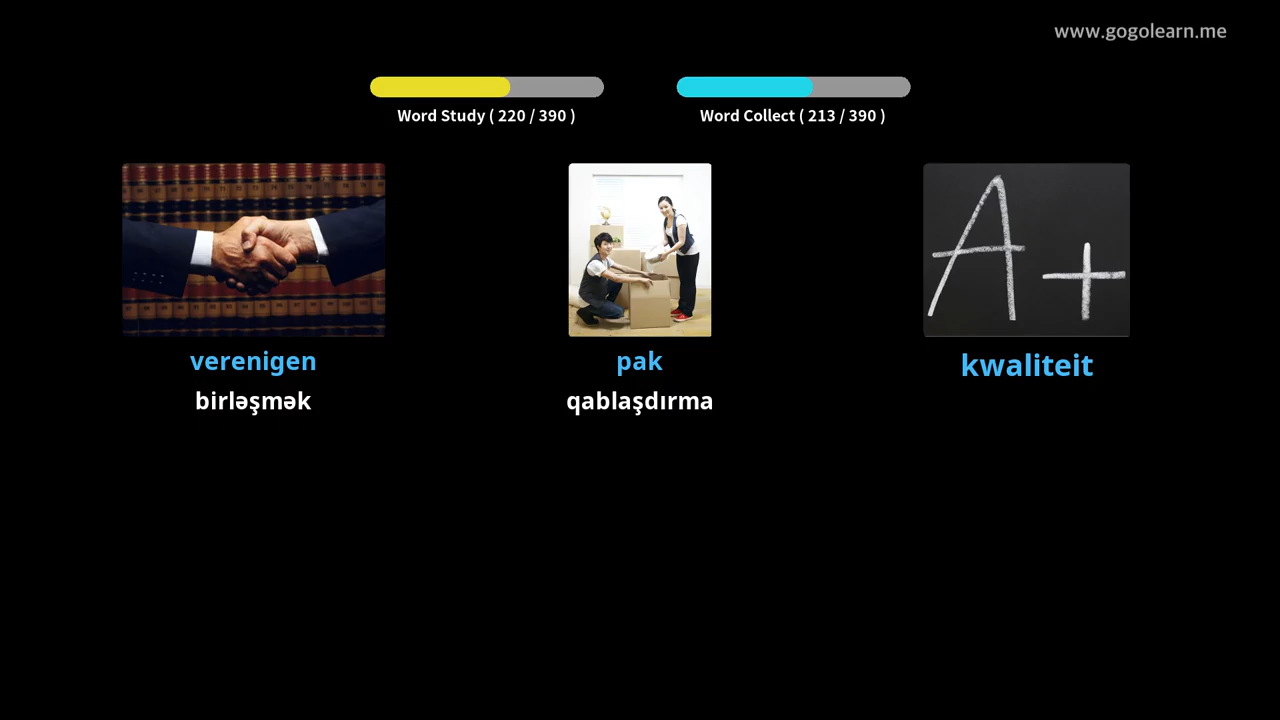 www.gogolearn.me
Word Study ( 220 / 390 )
Word Collect ( 213 / 390 )
A+
verenigen
pak
kwaliteit
birləşmək
qablaşdırma